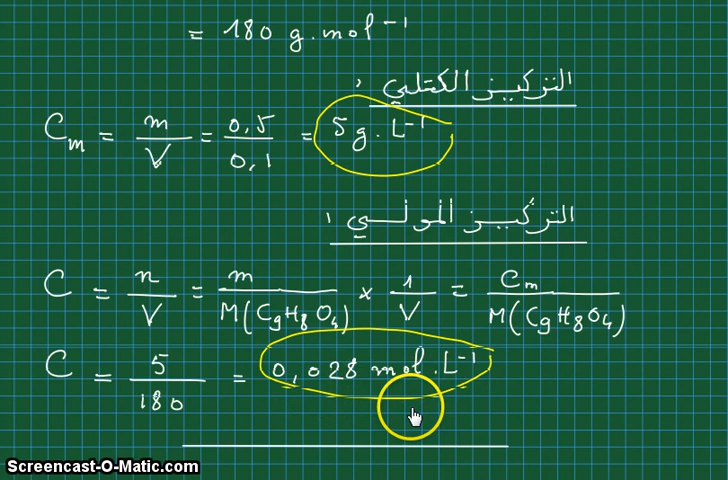 = 180 g.mol⁻¹
التركيز الكتلي
Cm = m/V = 0,5/0,1 = 5g.L⁻¹
التركيز المولي
C = n/V = m/M(C9H8O4) × 1/V = Cm/M(C9H8O4)
C = 5/180 = 0,028 mol.L⁻¹
Screencast-O-Matic.com